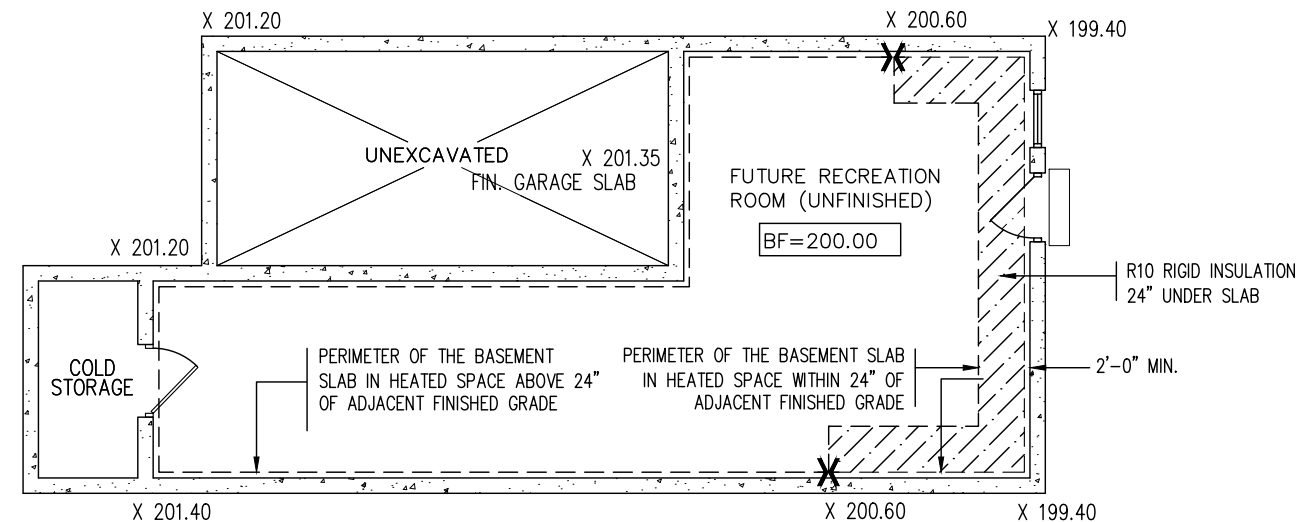 X 201.20
X 200.60
X 199.40
UNEXCAVATED
X 201.35
FIN. GARAGE SLAB
FUTURE RECREATION
ROOM (UNFINISHED)
BF=200.00
X 201.20
R10 RIGID INSULATION
24" UNDER SLAB
COLD
STORAGE
PERIMETER OF THE BASEMENT
SLAB IN HEATED SPACE ABOVE 24"
OF ADJACENT FINISHED GRADE
PERIMETER OF THE BASEMENT SLAB
IN HEATED SPACE WITHIN 24" OF
ADJACENT FINISHED GRADE
2'-0" MIN.
X 201.40
X 200.60
X 199.40